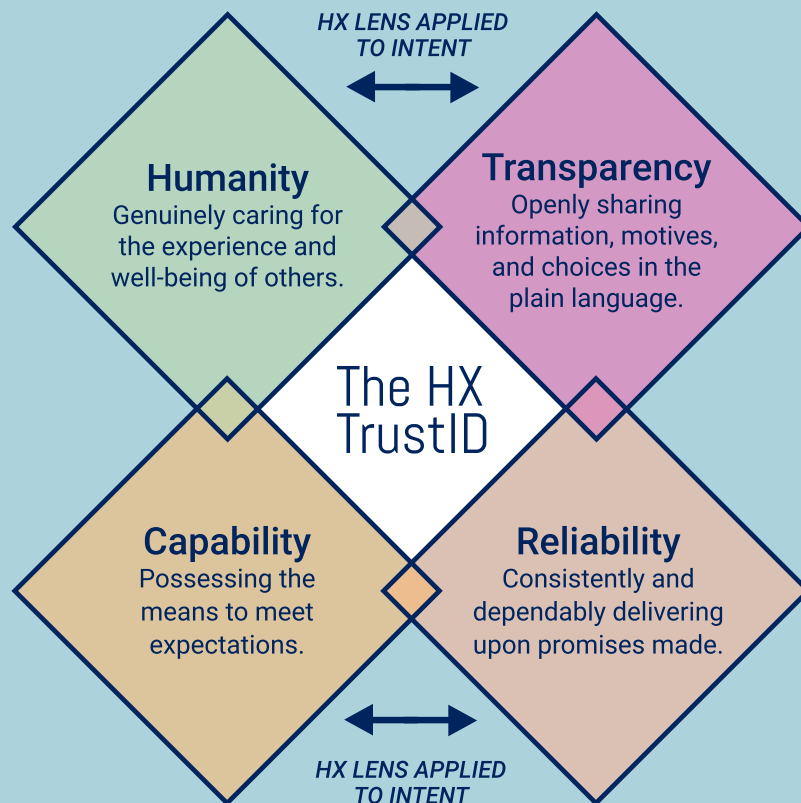 HX LENS APPLIED
TO INTENT
Humanity
Genuinely caring for
the experience and
well-being of others.
Transparency
Openly sharing
information, motives,
and choices in the
plain language.
The HX
TrustID
Capability
Possessing the
means to meet
expectations.
Reliability
Consistently and
dependably delivering
upon promises made.
HX LENS APPLIED
TO INTENT